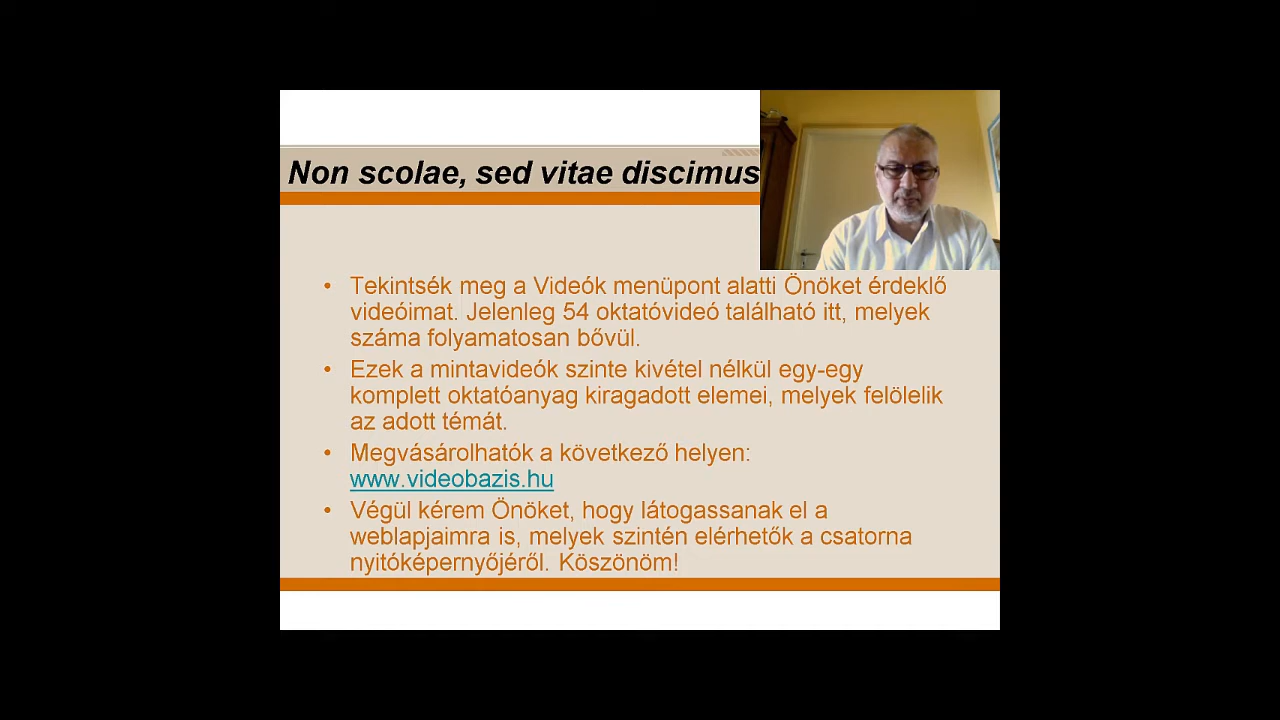 Non scolae, sed vitae discimus
• Tekintsék meg a Videók menüpont alatti Önöket érdeklő
videóimat. Jelenleg 54 oktatóvideó található itt, melyek
száma folyamatosan bővül.
• Ezek a mintavideók szinte kivétel nélkül egy-egy
komplett oktatóanyag kiragadott elemei, melyek felölelik
az adott témát.
• Megvásárolhatók a következő helyen:
www.videobazis.hu
• Végül kérem Önöket, hogy látogassanak el a
weblapjaimra is, melyek szintén elérhetők a csatorna
nyitóképernyőjéről. Köszönöm!